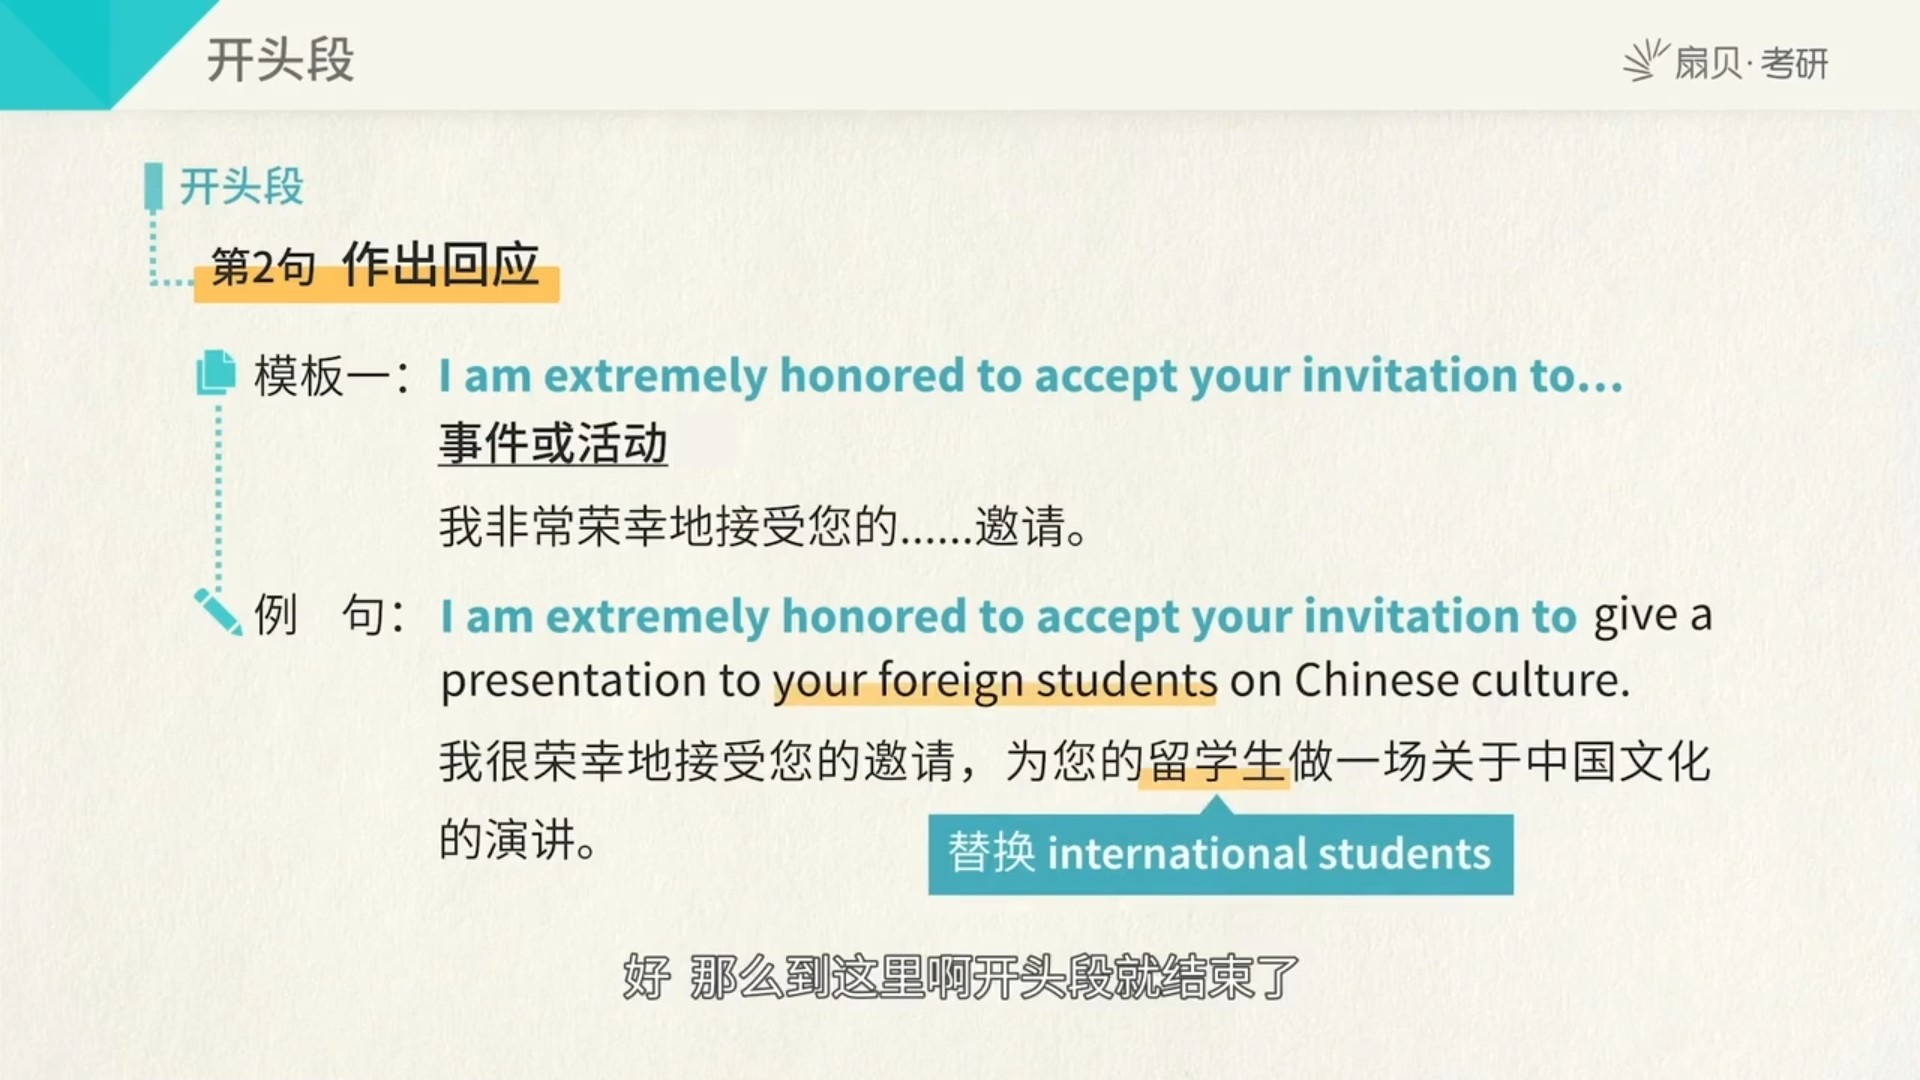 开头段
扇贝·考研
开头段
第2句 作出回应
模板一：I am extremely honored to accept your invitation to...
事件或活动
我非常荣幸地接受您的......邀请。
例 句：I am extremely honored to accept your invitation to give a
presentation to your foreign students on Chinese culture.
我很荣幸地接受您的邀请，为您的留学生做一场关于中国文化
的演讲。
替换 international students
好 那么到这里啊开头段就结束了